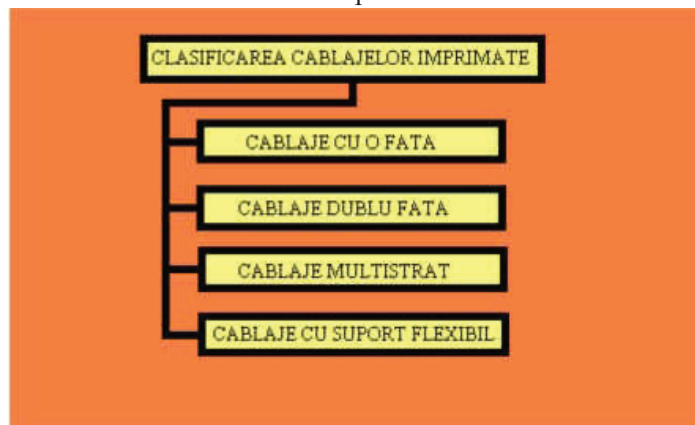 CLASIFICAREA CABLAJELOR IMPRIMATE
CABLAJE CU O FATA
CABLAJE DUBLU FATA
CABLAJE MULTISTRAT
CABLAJE CU SUPORT FLEXIBIL